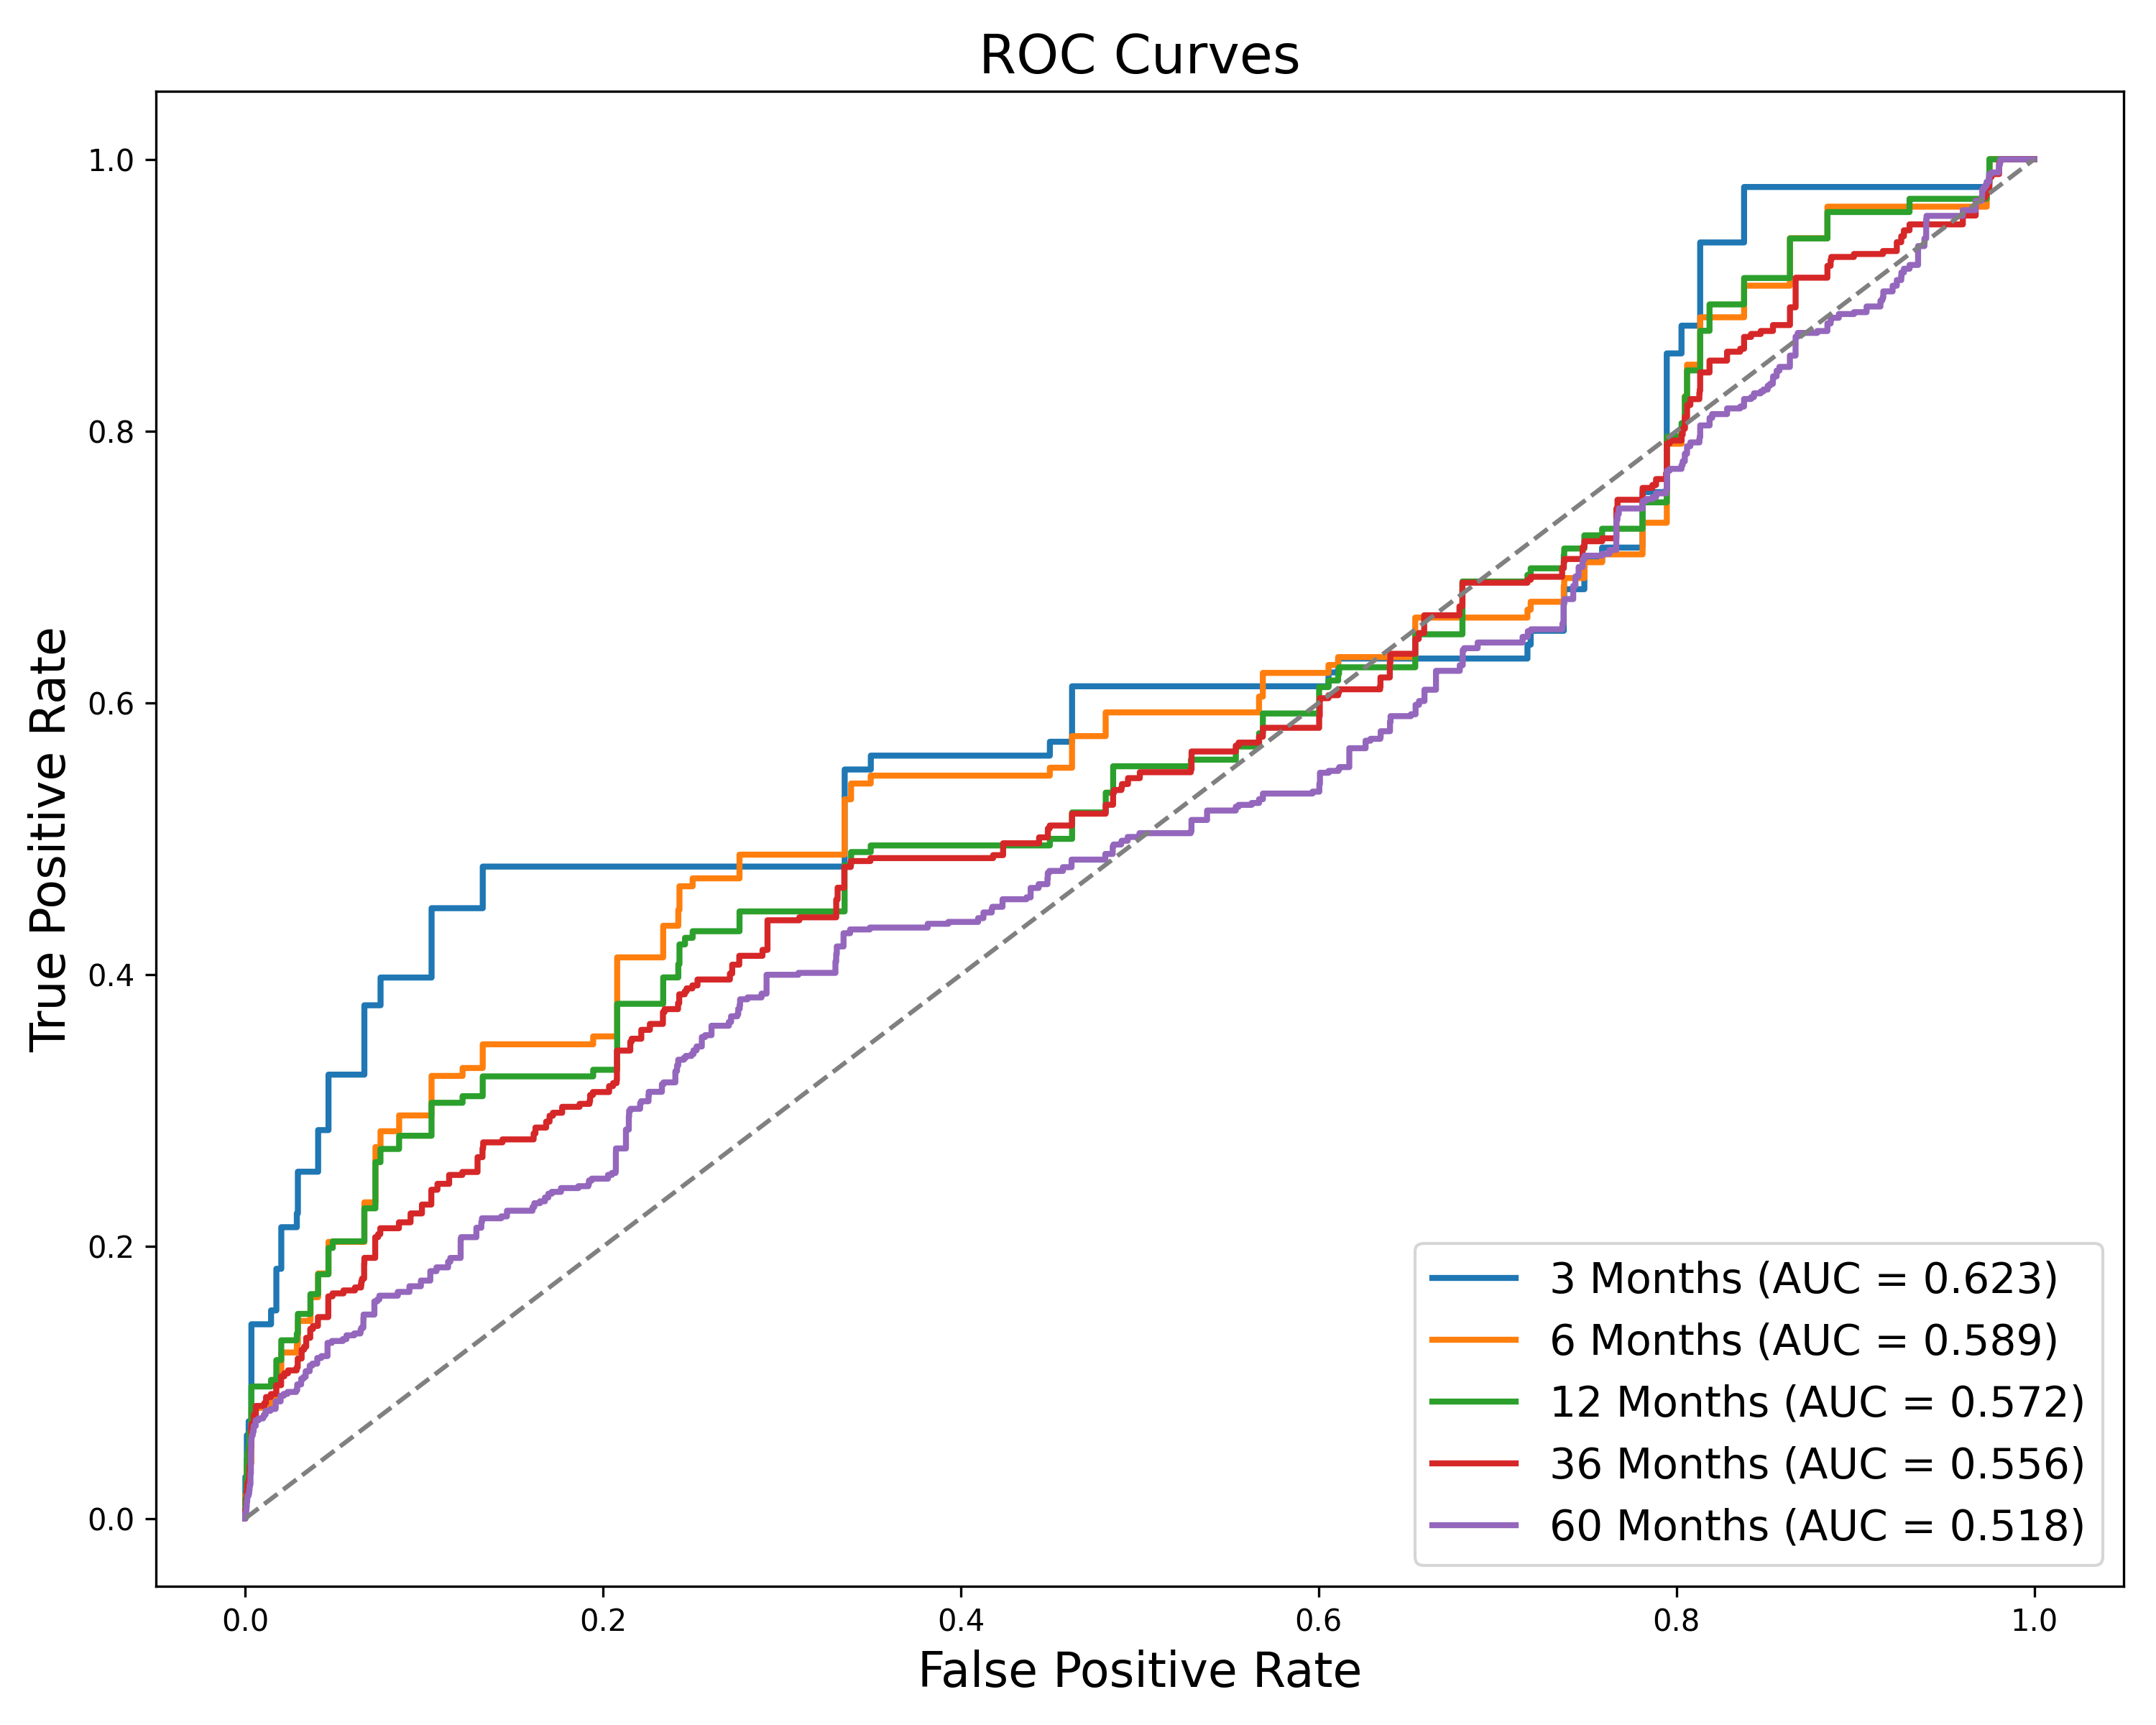 ROC Curves
True Positive Rate
1.0
0.8
0.6
0.4
0.2
0.0
0.0 0.2 0.4 0.6 0.8 1.0
False Positive Rate
3 Months (AUC = 0.623)
6 Months (AUC = 0.589)
12 Months (AUC = 0.572)
36 Months (AUC = 0.556)
60 Months (AUC = 0.518)